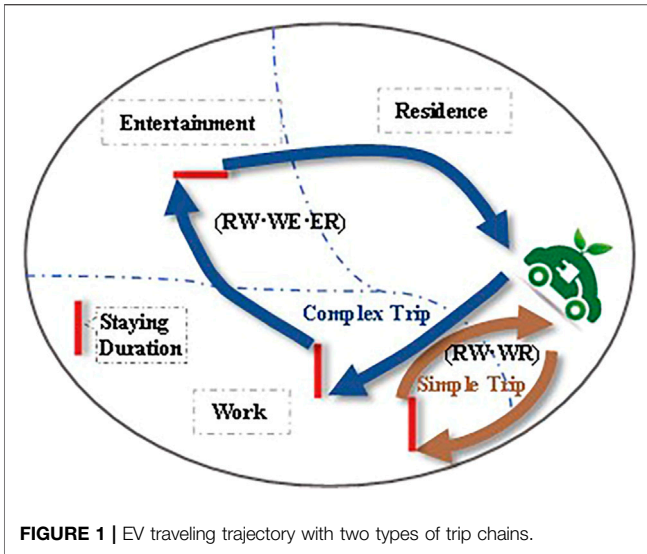 Entertainment
Residence
(RW·WE·ER)
Complex Trip
Staying
Duration
(RW·WR)
Simple Trip
Work
FIGURE 1 | EV traveling trajectory with two types of trip chains.